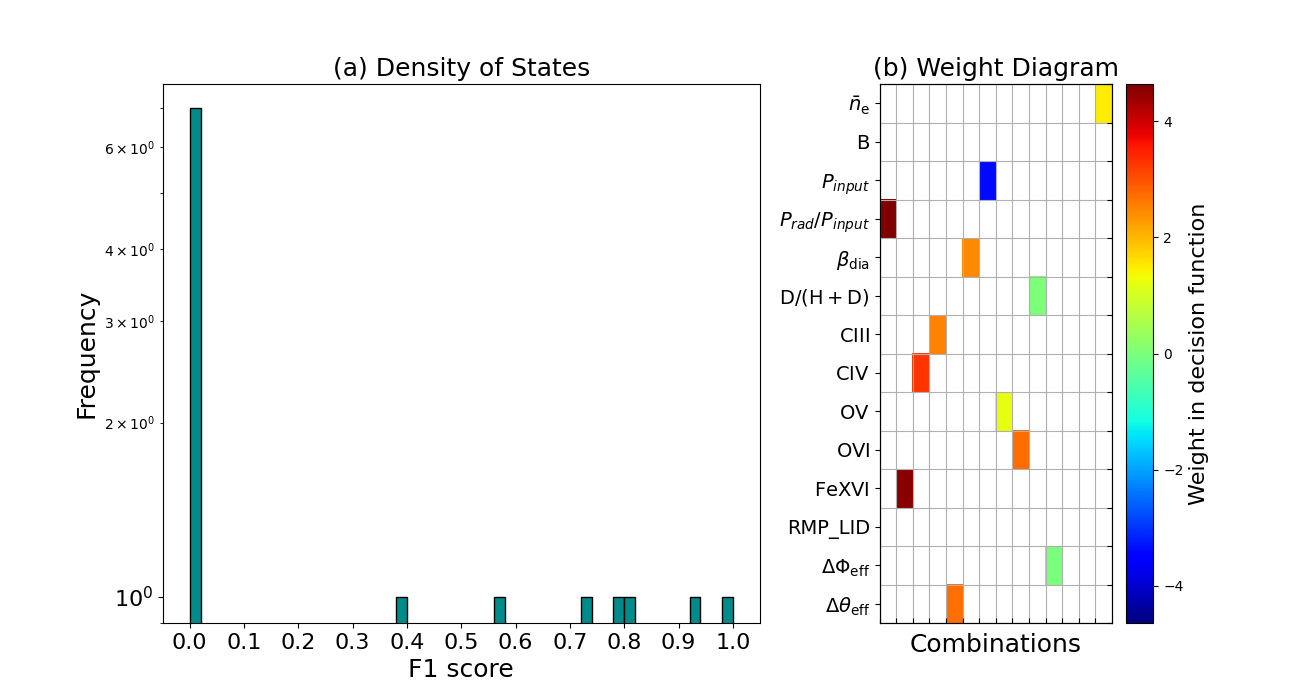 (a) Density of States
Frequency
6 × 10⁰
4 × 10⁰
3 × 10⁰
2 × 10⁰
10⁰
0.0 0.1 0.2 0.3 0.4 0.5 0.6 0.7 0.8 0.9 1.0
F1 score
(b) Weight Diagram
n̄e
B
Pinput
Prad/Pinput
βdia
D/(H + D)
CIII
CIV
OV
OVI
FeXVI
RMP_LID
ΔΦeff
Δθeff
Combinations
4
2
0
−2
−4
Weight in decision function